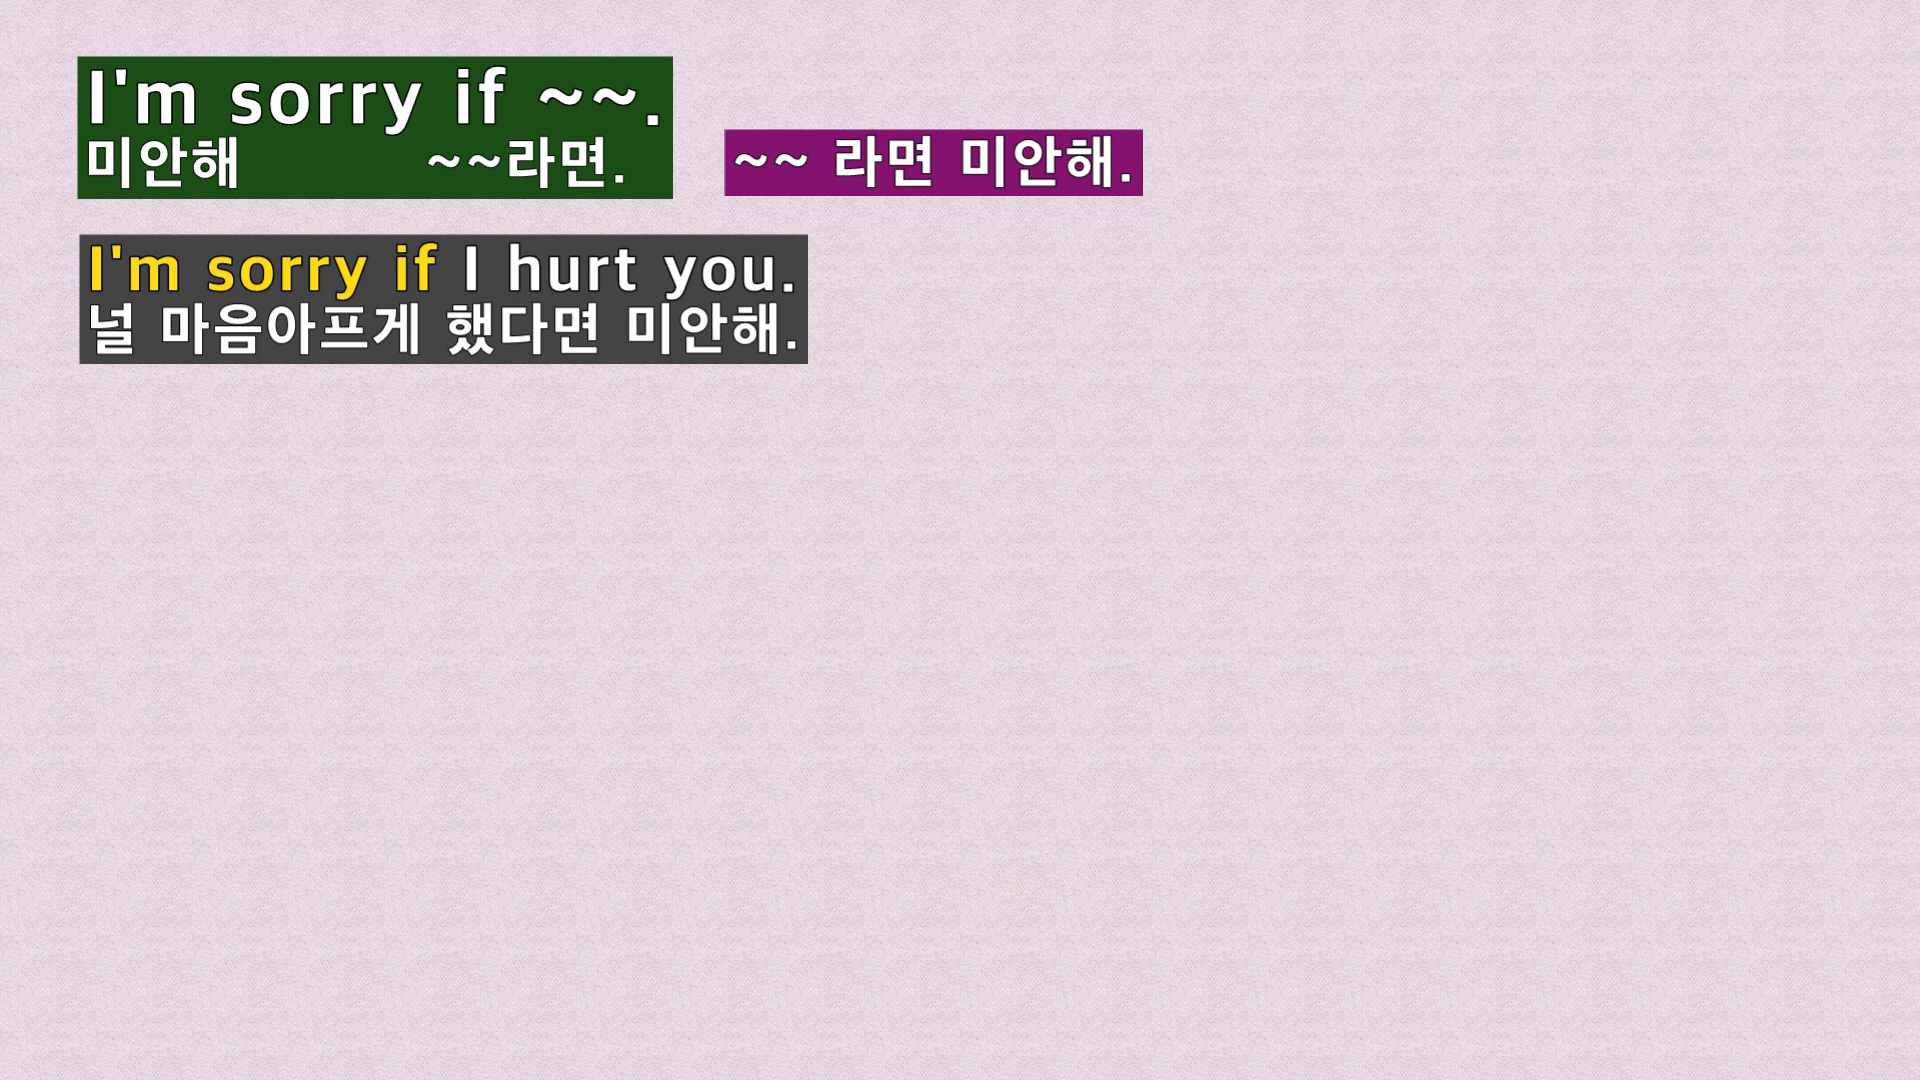 I'm sorry if ~~.
미안해 ~~라면.
~~ 라면 미안해.
I'm sorry if I hurt you.
널 마음아프게 했다면 미안해.